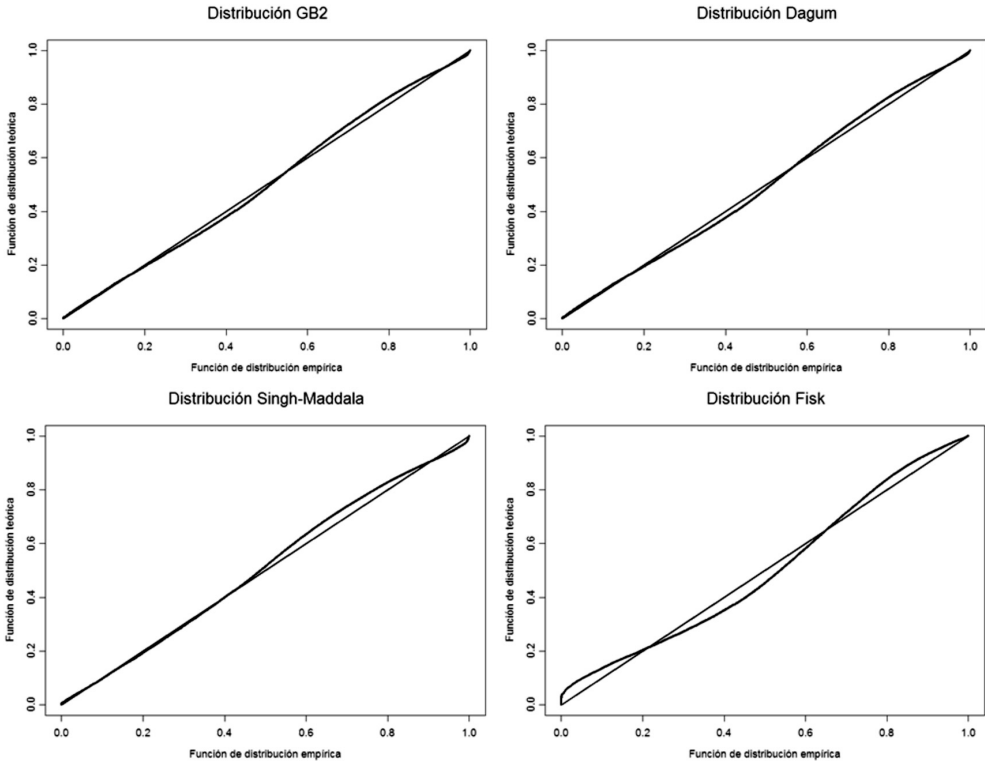 Distribución GB2
Función de distribución teórica
1.0
0.8
0.6
0.4
0.2
0.0
0.0 0.2 0.4 0.6 0.8 1.0
Función de distribución empírica
Distribución Dagum
Función de distribución teórica
1.0
0.8
0.6
0.4
0.2
0.0
0.0 0.2 0.4 0.6 0.8 1.0
Función de distribución empírica
Distribución Singh-Maddala
Función de distribución teórica
1.0
0.8
0.6
0.4
0.2
0.0
0.0 0.2 0.4 0.6 0.8 1.0
Función de distribución empírica
Distribución Fisk
Función de distribución teórica
1.0
0.8
0.6
0.4
0.2
0.0
0.0 0.2 0.4 0.6 0.8 1.0
Función de distribución empírica